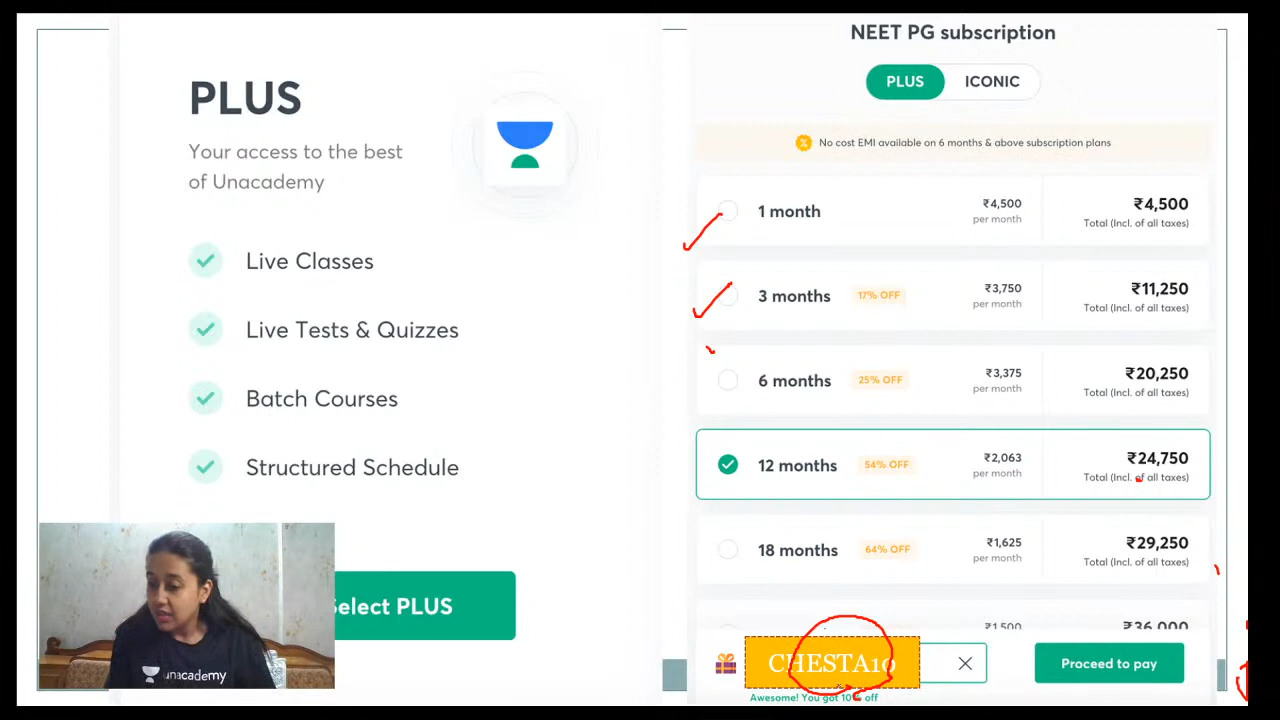 PLUS
Your access to the best
of Unacademy
Live Classes
Live Tests & Quizzes
Batch Courses
Structured Schedule
Select PLUS
unacademy
NEET PG subscription
PLUS ICONIC
No cost EMI available on 6 months & above subscription plans
1 month ₹4,500 per month ₹4,500 Total (Incl. of all taxes)
3 months 17% OFF ₹3,750 per month ₹11,250 Total (Incl. of all taxes)
6 months 25% OFF ₹3,375 per month ₹20,250 Total (Incl. of all taxes)
12 months 54% OFF ₹2,063 per month ₹24,750 Total (Incl. of all taxes)
18 months 64% OFF ₹1,625 per month ₹29,250 Total (Incl. of all taxes)
₹1,500 ₹36,000
CHESTA10
Proceed to pay
Awesome! You got 10% off